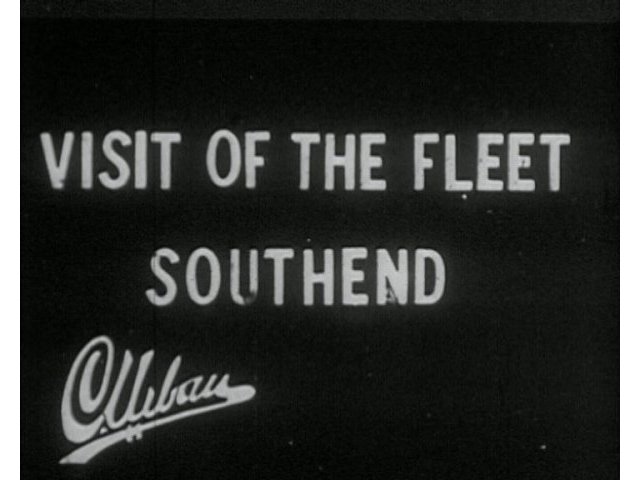 VISIT OF THE FLEET
SOUTHEND
C. Urban